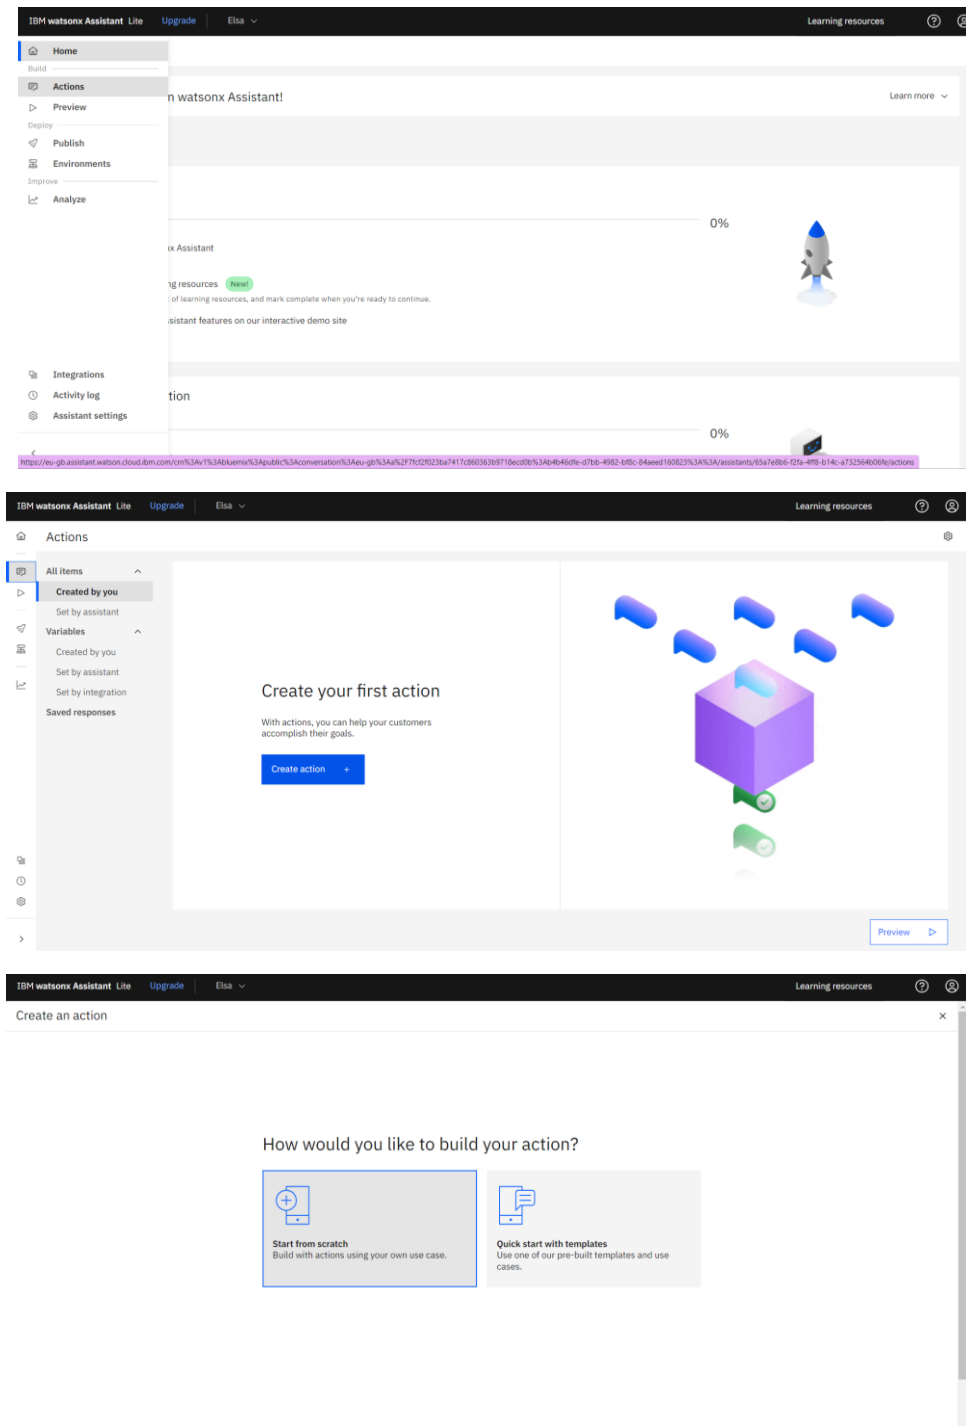 IBM watsonx Assistant Lite Upgrade Elsa Learning resources
Home
Build
Actions
n watsonx Assistant! Learn more
Preview
Deploy
Publish
Environments
Improve
Analyze
0%
x Assistant
ng resources New!
of learning resources, and mark complete when you're ready to continue.
sistant features on our interactive demo site
Integrations
Activity log
tion
Assistant settings
0%
IBM watsonx Assistant Lite Upgrade Elsa Learning resources
Actions
All items
Created by you
Set by assistant
Variables
Created by you
Set by assistant
Set by integration
Saved responses
Create your first action
With actions, you can help your customers
accomplish their goals.
Create action +
Preview
IBM watsonx Assistant Lite Upgrade Elsa Learning resources
Create an action
How would you like to build your action?
Start from scratch
Build with actions using your own use case.
Quick start with templates
Use one of our pre-built templates and use
cases.